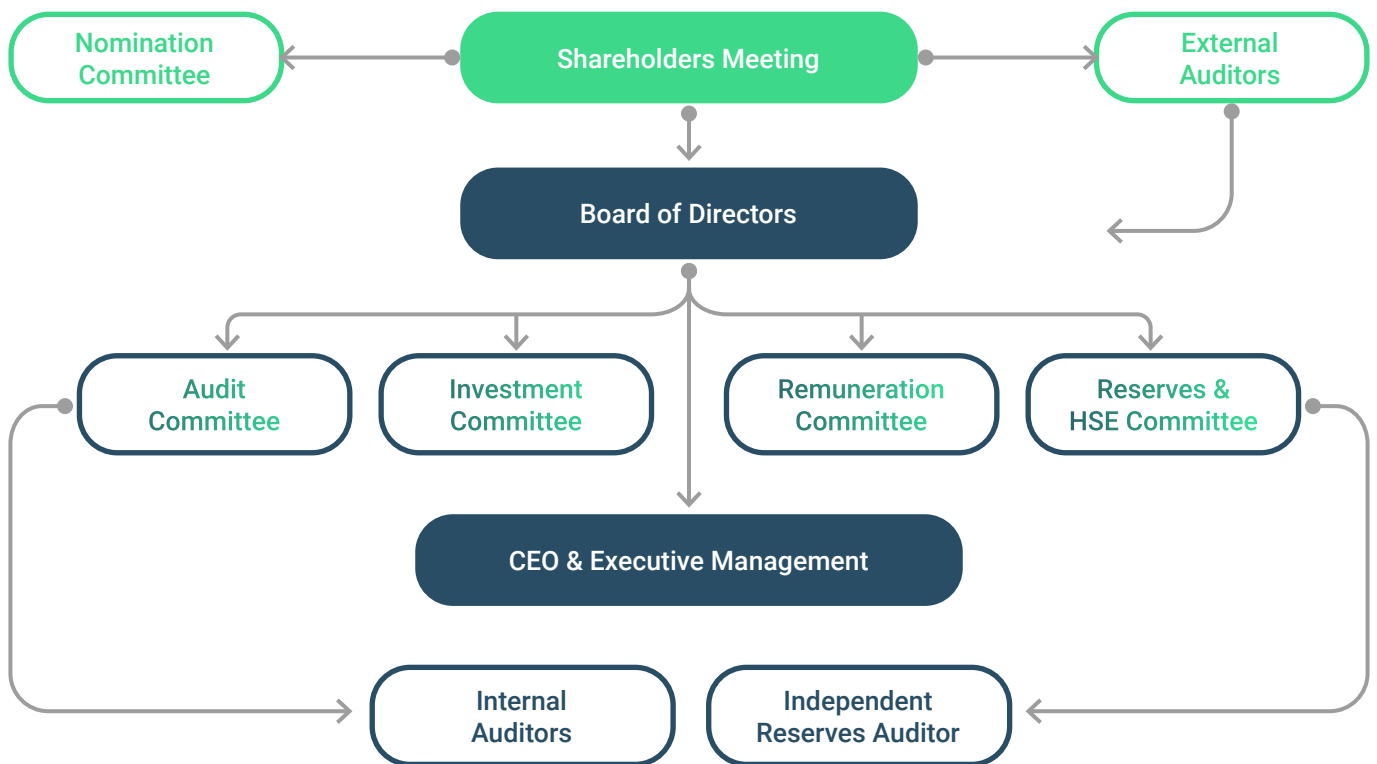 Nomination
Committee
Shareholders Meeting
External
Auditors
Board of Directors
Audit
Committee
Investment
Committee
Remuneration
Committee
Reserves &
HSE Committee
CEO & Executive Management
Internal
Auditors
Independent
Reserves Auditor